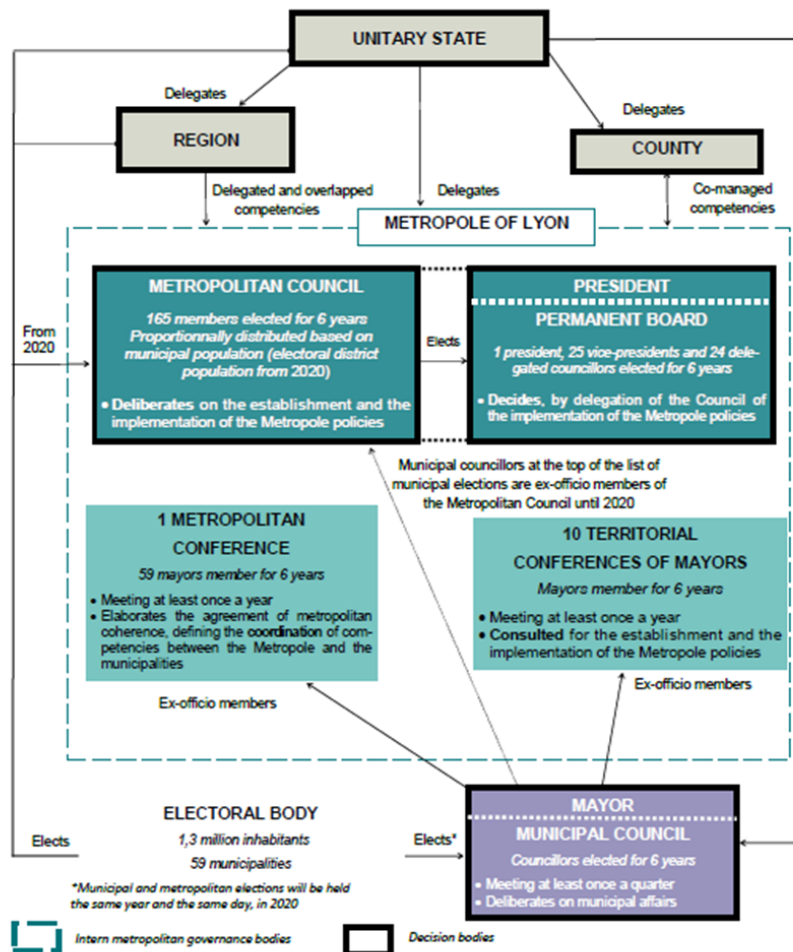 UNITARY STATE
Delegates
Delegates
REGION
COUNTY
Delegated and overlapped
competencies
Delegates
Co-managed
competencies
METROPOLE OF LYON
METROPOLITAN COUNCIL
165 members elected for 6 years
Proportionnally distributed based on
municipal population (electoral district
population from 2020)
• Deliberates on the establishment and the
implementation of the Metropole policies
From
2020
Elects
PRESIDENT
PERMANENT BOARD
1 president, 25 vice-presidents and 24 dele-
gated councillors elected for 6 years
• Decides, by delegation of the Council of
the implementation of the Metropole policies
Municipal councillors at the top of the list of
municipal elections are ex-officio members of
the Metropolitan Council until 2020
1 METROPOLITAN
CONFERENCE
59 mayors member for 6 years
• Meeting at least once a year
• Elaborates the agreement of metropolitan
coherence, defining the coordination of com-
petencies between the Metropole and the
municipalities
10 TERRITORIAL
CONFERENCES OF MAYORS
Mayors member for 6 years
• Meeting at least once a year
• Consulted for the establishment and the
implementation of the Metropole policies
Ex-officio members
Ex-officio members
ELECTORAL BODY
1,3 million inhabitants
59 municipalities
Elects
Elects*
*Municipal and metropolitan elections will be held
the same year and the same day, in 2020
MAYOR
MUNICIPAL COUNCIL
Councillors elected for 6 years
• Meeting at least once a quarter
• Deliberates on municipal affairs
Intern metropolitan governance bodies
Decision bodies